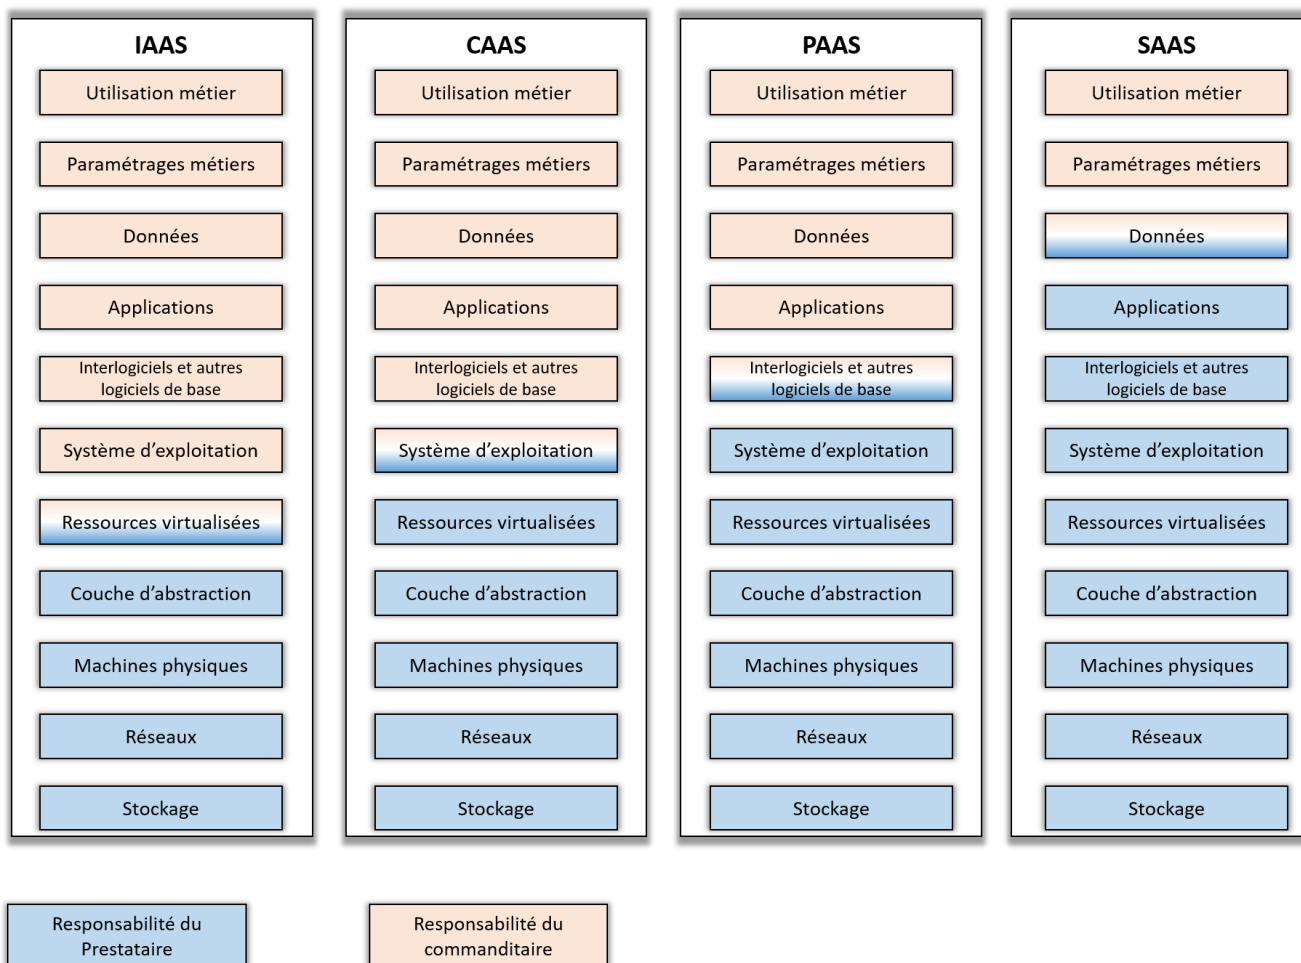 IAAS
Utilisation métier
Paramétrages métiers
Données
Applications
Interlogiciels et autres
logiciels de base
Système d’exploitation
Ressources virtualisées
Couche d’abstraction
Machines physiques
Réseaux
Stockage
CAAS
Utilisation métier
Paramétrages métiers
Données
Applications
Interlogiciels et autres
logiciels de base
Système d’exploitation
Ressources virtualisées
Couche d’abstraction
Machines physiques
Réseaux
Stockage
PAAS
Utilisation métier
Paramétrages métiers
Données
Applications
Interlogiciels et autres
logiciels de base
Système d’exploitation
Ressources virtualisées
Couche d’abstraction
Machines physiques
Réseaux
Stockage
SAAS
Utilisation métier
Paramétrages métiers
Données
Applications
Interlogiciels et autres
logiciels de base
Système d’exploitation
Ressources virtualisées
Couche d’abstraction
Machines physiques
Réseaux
Stockage
Responsabilité du
Prestataire
Responsabilité du
commanditaire